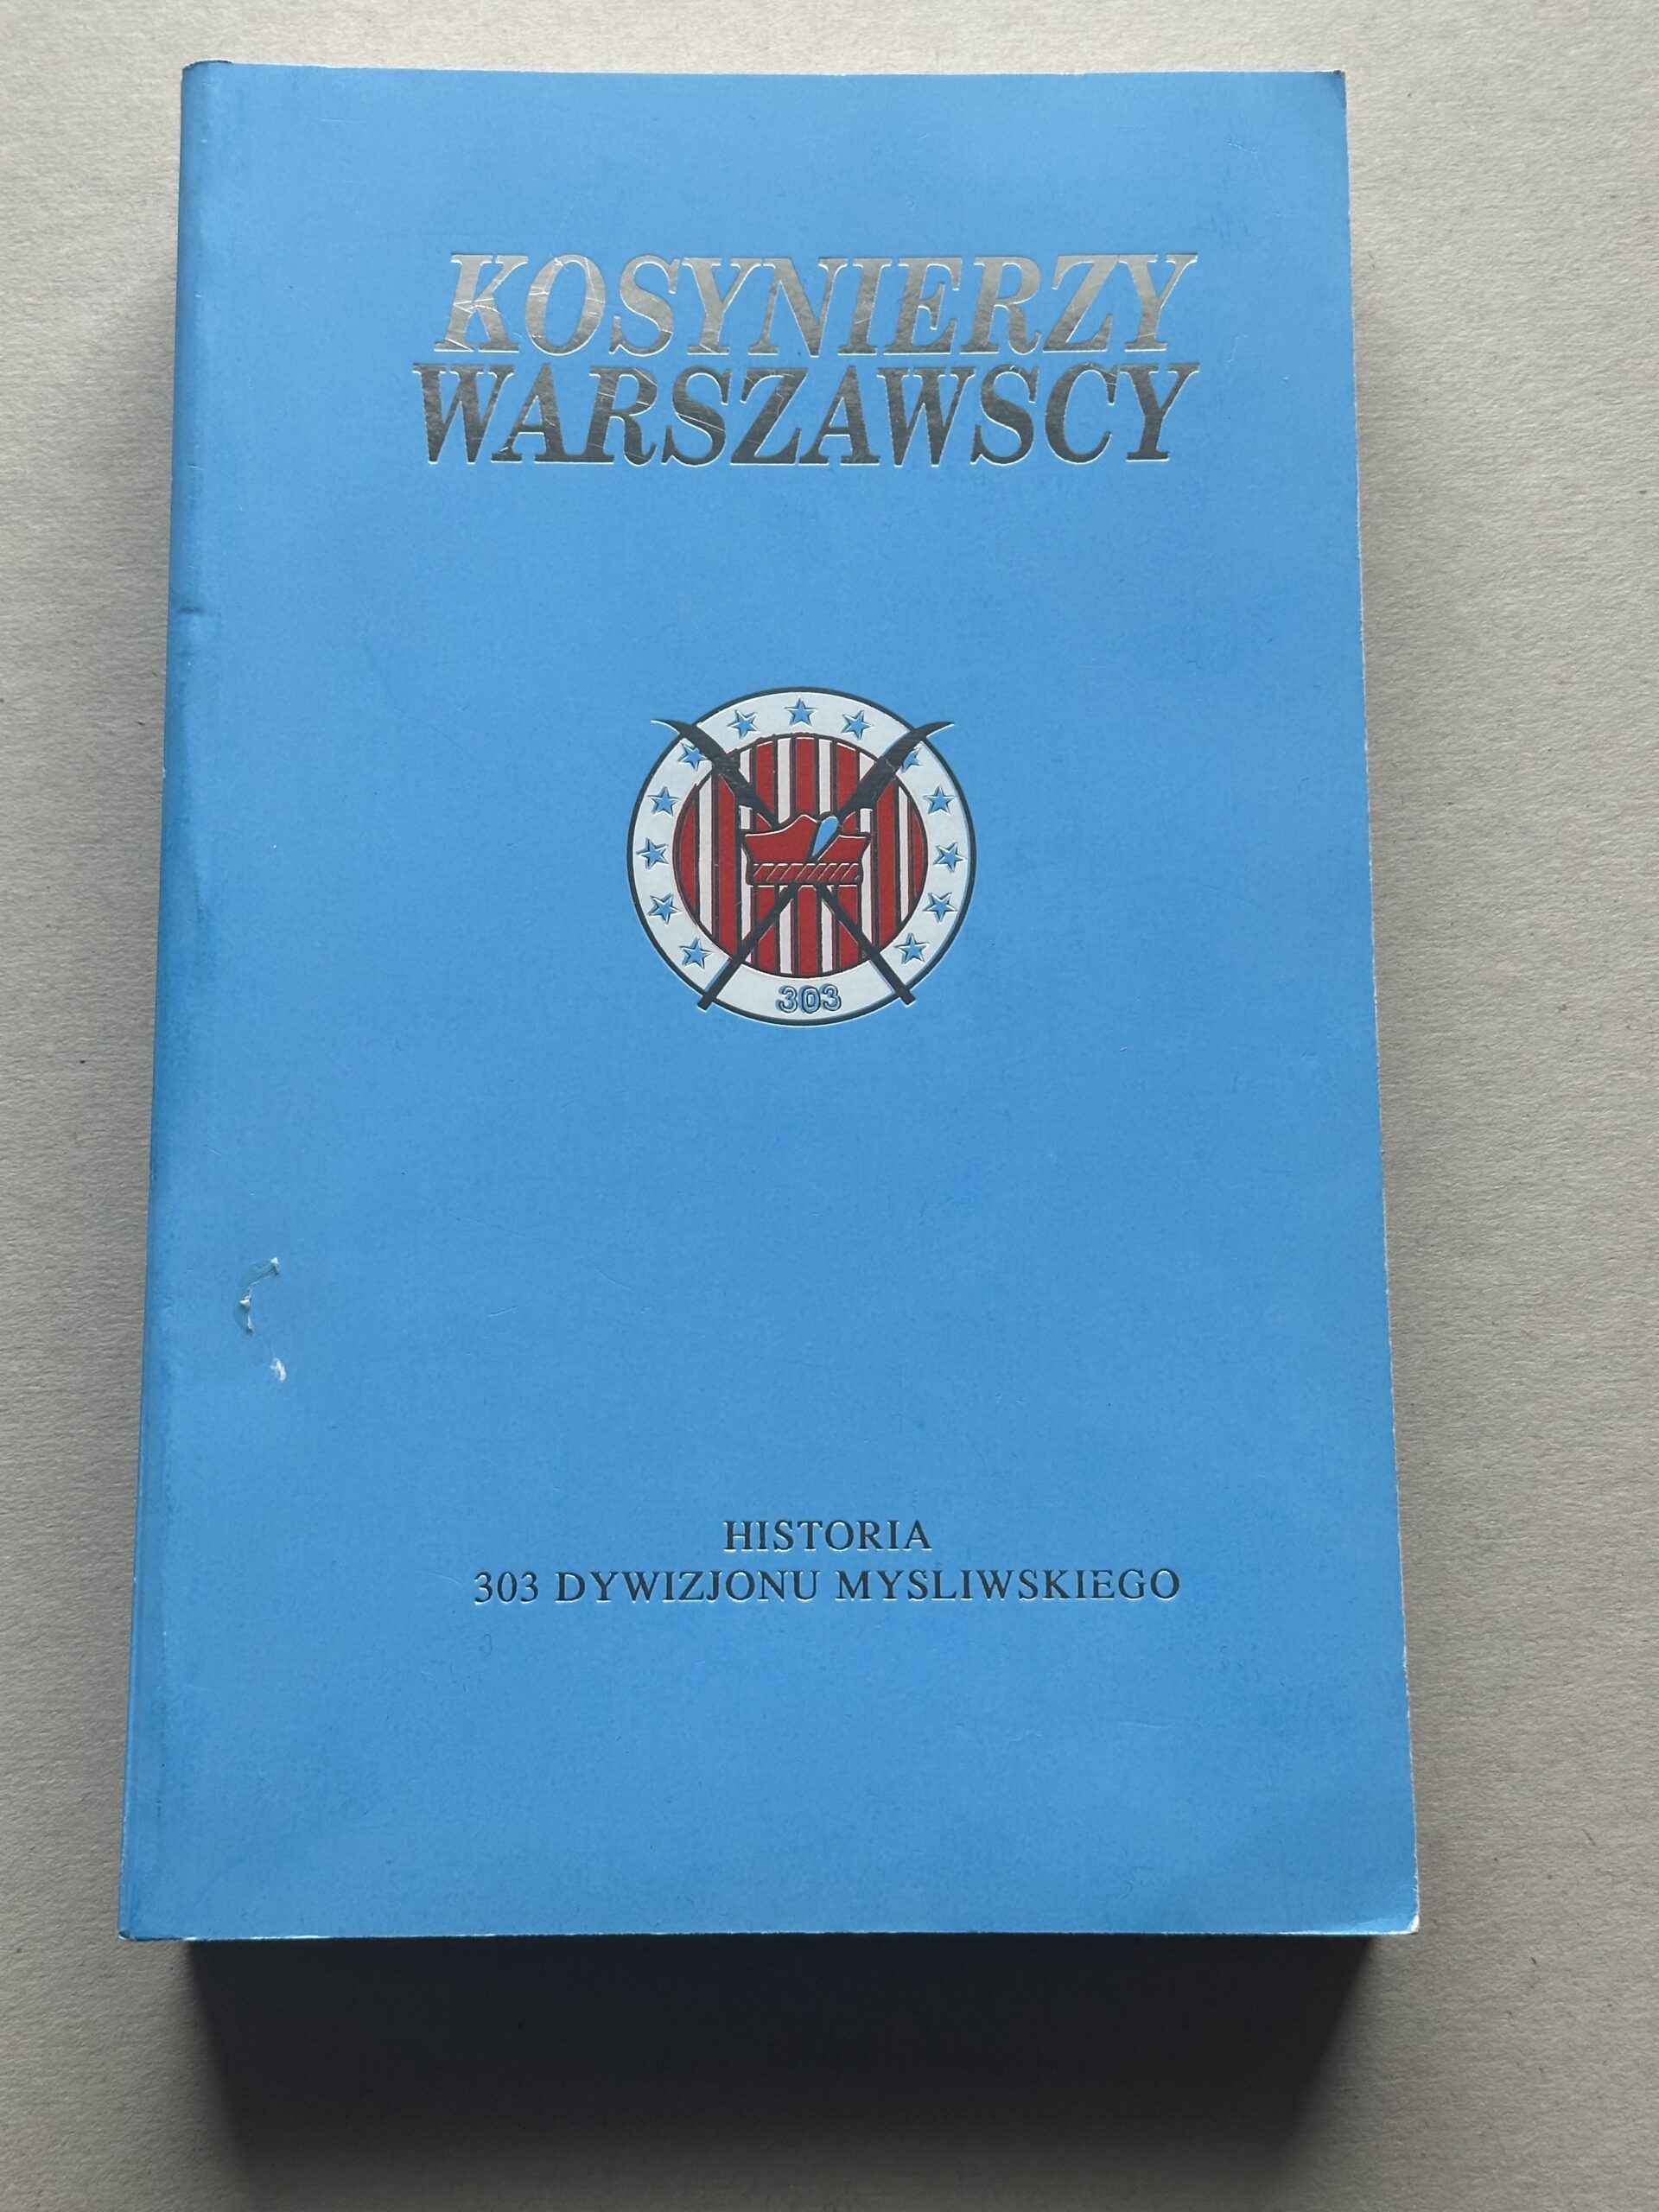 KOSYNIERZY
WARSZAWSCY
303
HISTORIA
303 DYWIZJONU MYSLIWSKIEGO